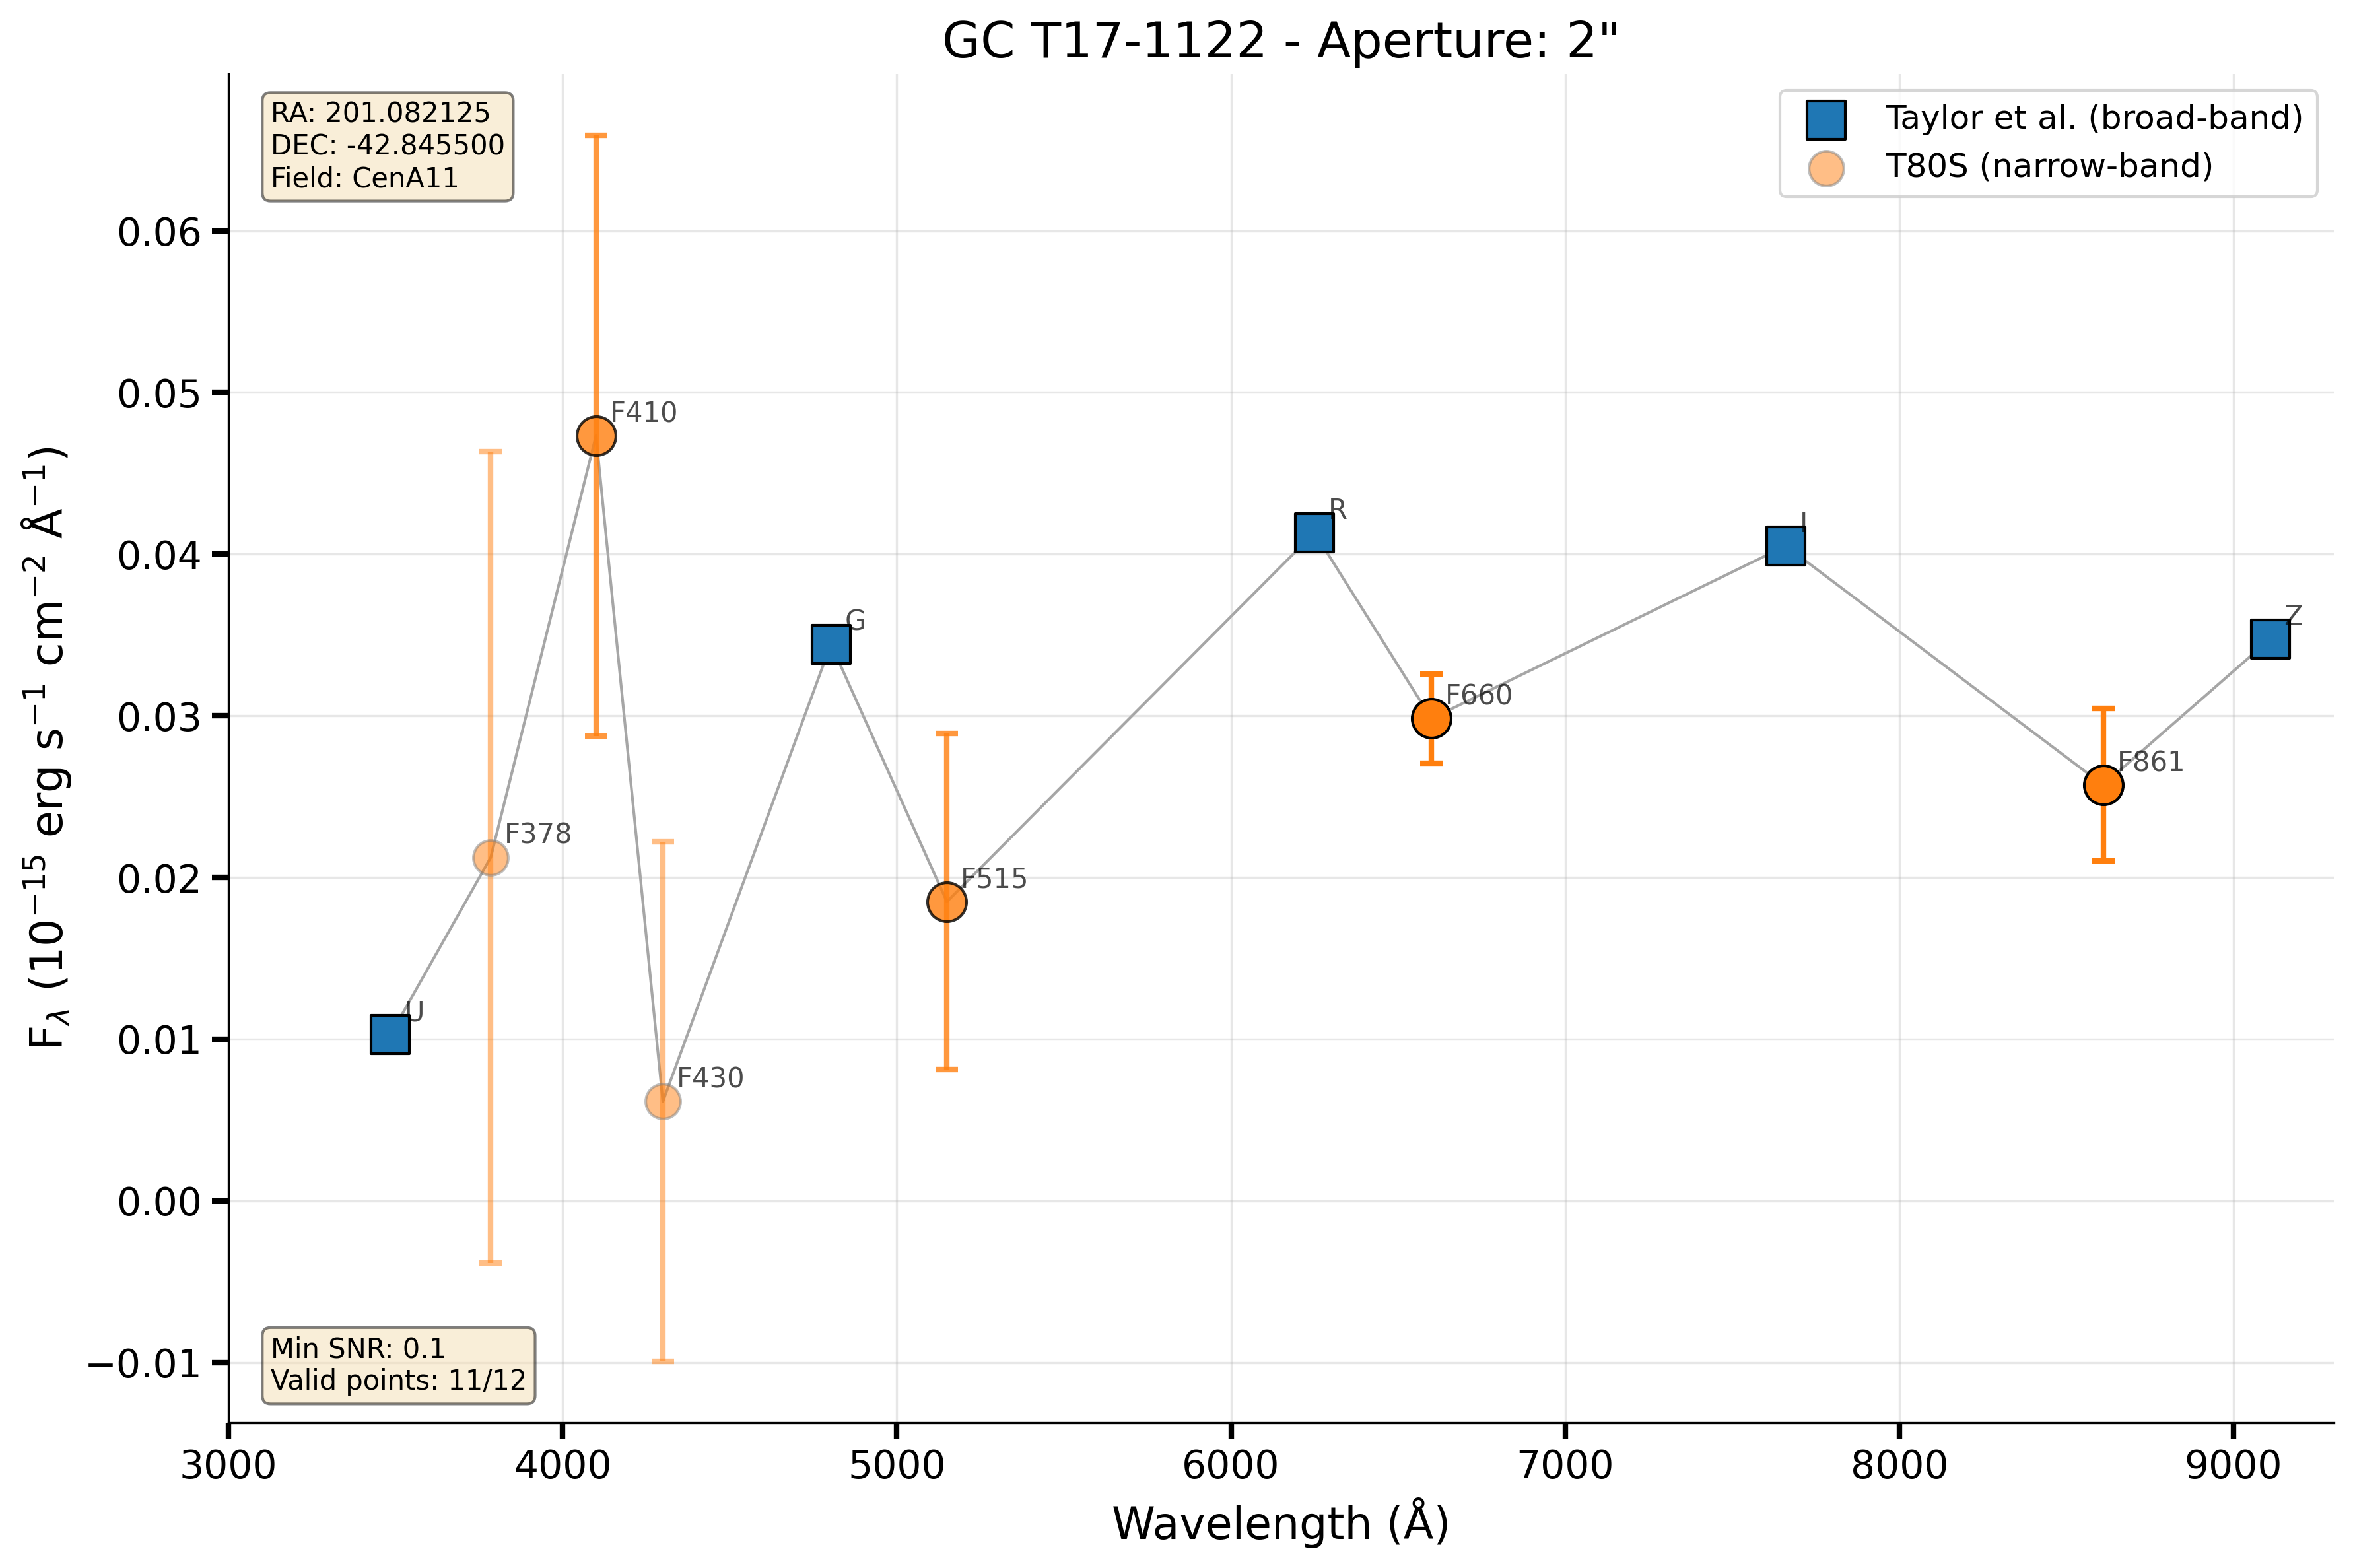 GC T17-1122 - Aperture: 2"
RA: 201.082125
DEC: -42.845500
Field: CenA11
Taylor et al. (broad-band)
T80S (narrow-band)
F410
R
I
G
Z
F660
F861
F378
F515
U
F430
Min SNR: 0.1
Valid points: 11/12
0.06
0.05
0.04
0.03
0.02
0.01
0.00
−0.01
3000 4000 5000 6000 7000 8000 9000
Wavelength (Å)
F_λ (10⁻¹⁵ erg s⁻¹ cm⁻² Å⁻¹)